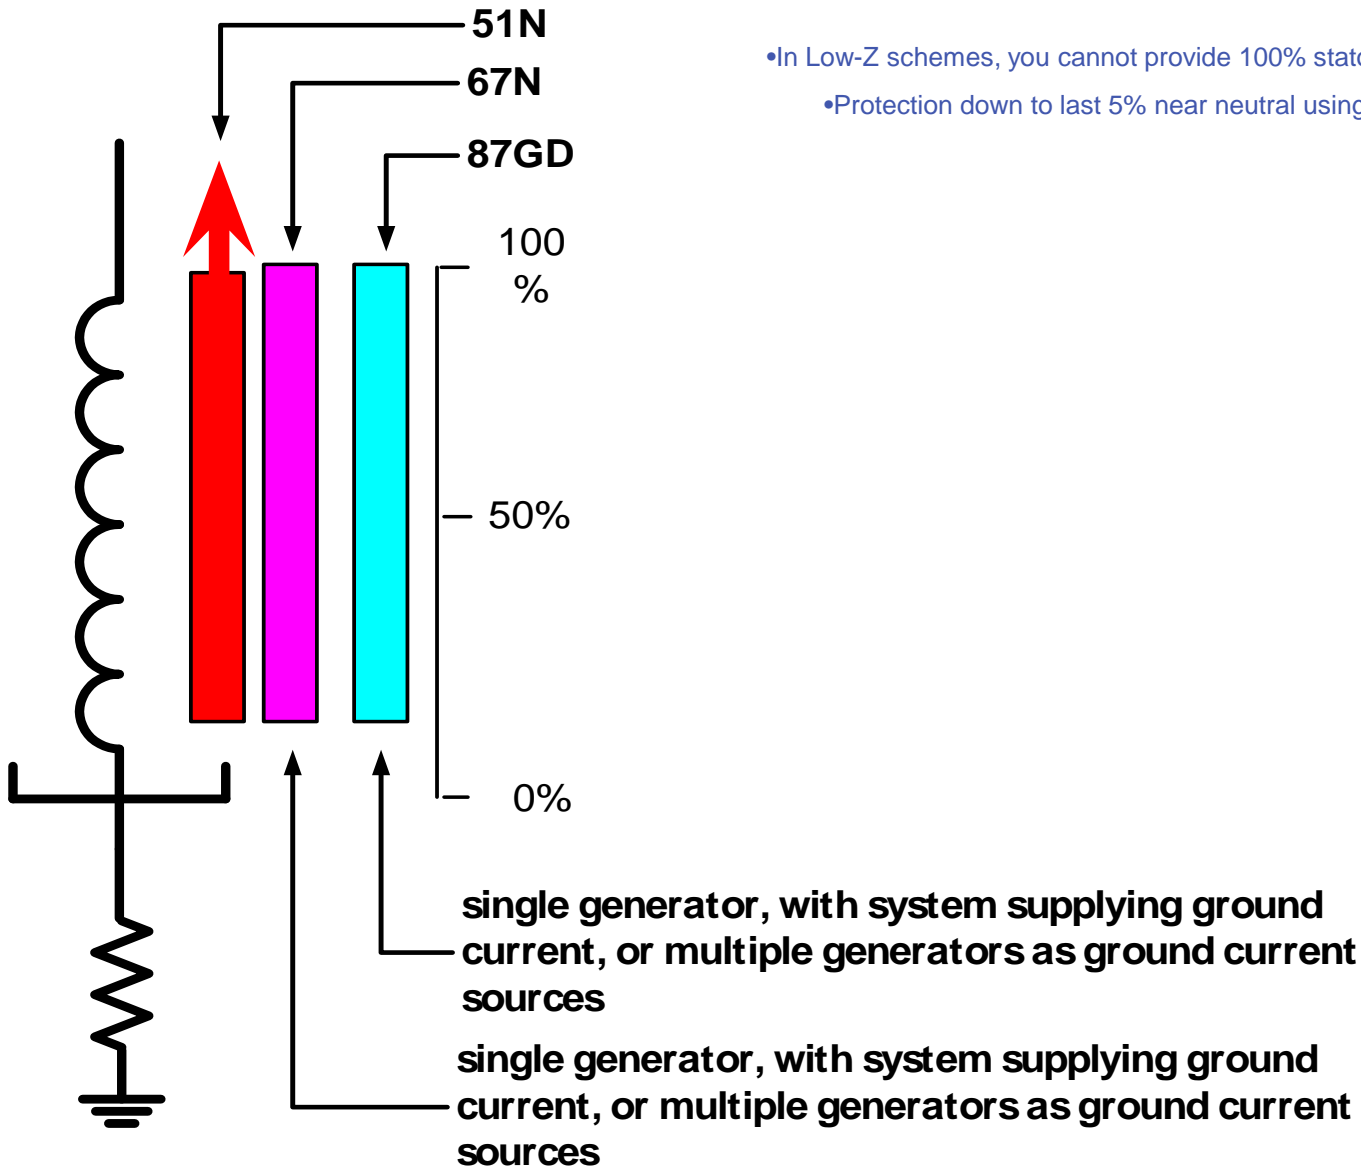 51N
•In Low-Z schemes, you cannot provide 100%
67N
•Protection down to last 5% near neutral using
87GD
100
%
50%
0%
single generator, with system supplying ground
current, or multiple generators as ground current
sources
single generator, with system supplying ground
current, or multiple generators as ground current
sources